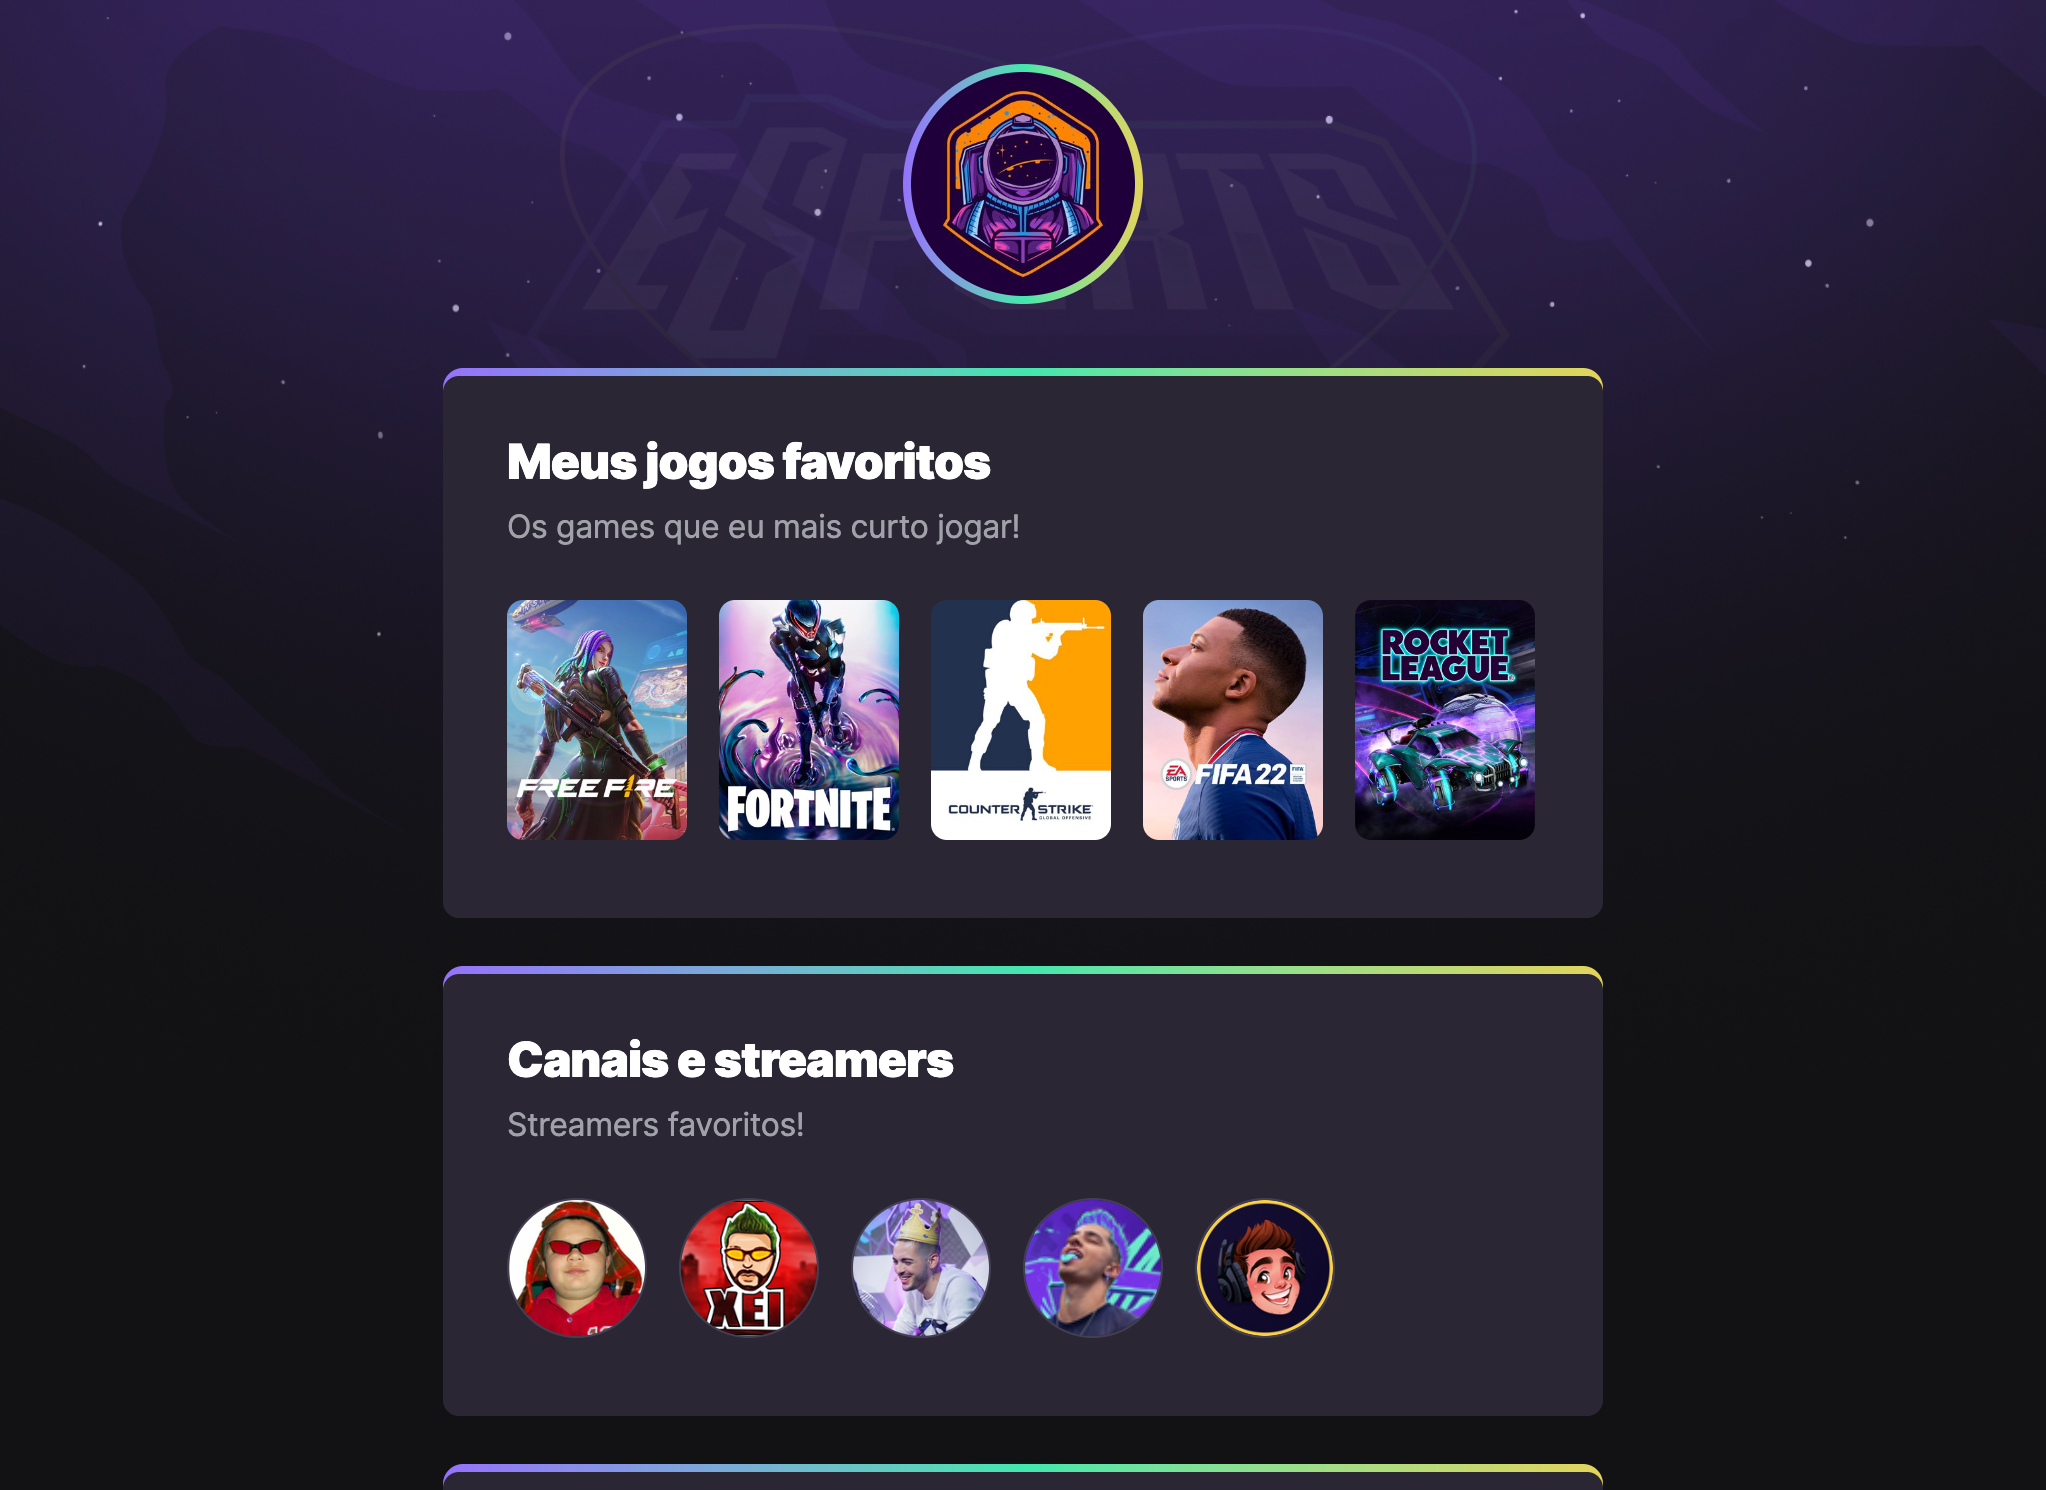 ESPORTS
Meus jogos favoritos
Os games que eu mais curto jogar!
FREE FIRE
FORTNITE
COUNTER STRIKE
GLOBAL OFFENSIVE
EA SPORTS FIFA 22 FIFA
ROCKET
LEAGUE
Canais e streamers
Streamers favoritos!
XEI